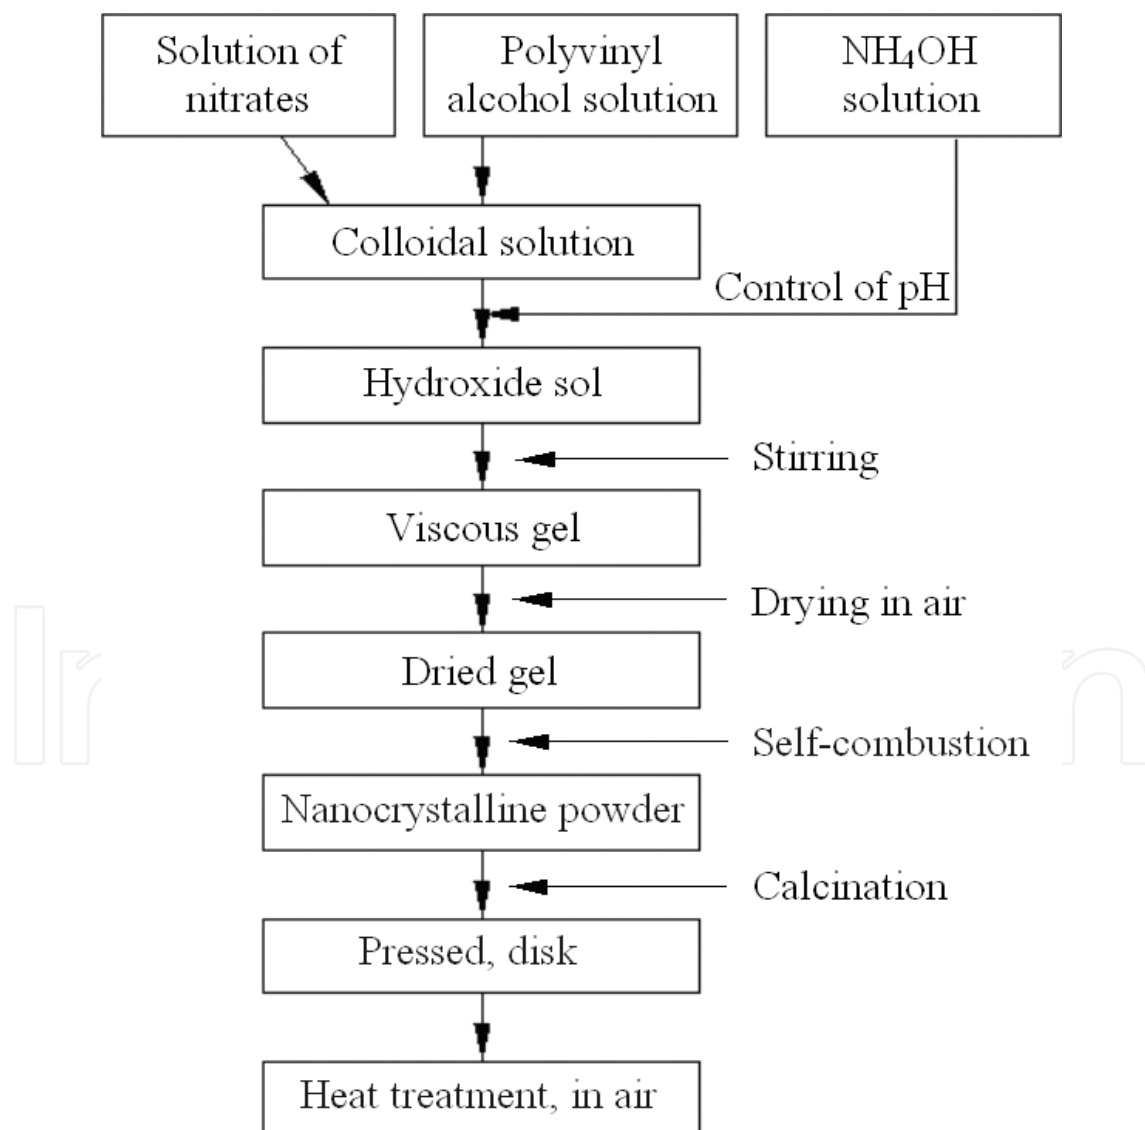 Solution of
nitrates
Polyvinyl
alcohol solution
NH₄OH
solution
Colloidal solution
Control of pH
Hydroxide sol
Stirring
Viscous gel
Drying in air
Dried gel
Self-combustion
Nanocrystalline powder
Calcination
Pressed, disk
Heat treatment, in air